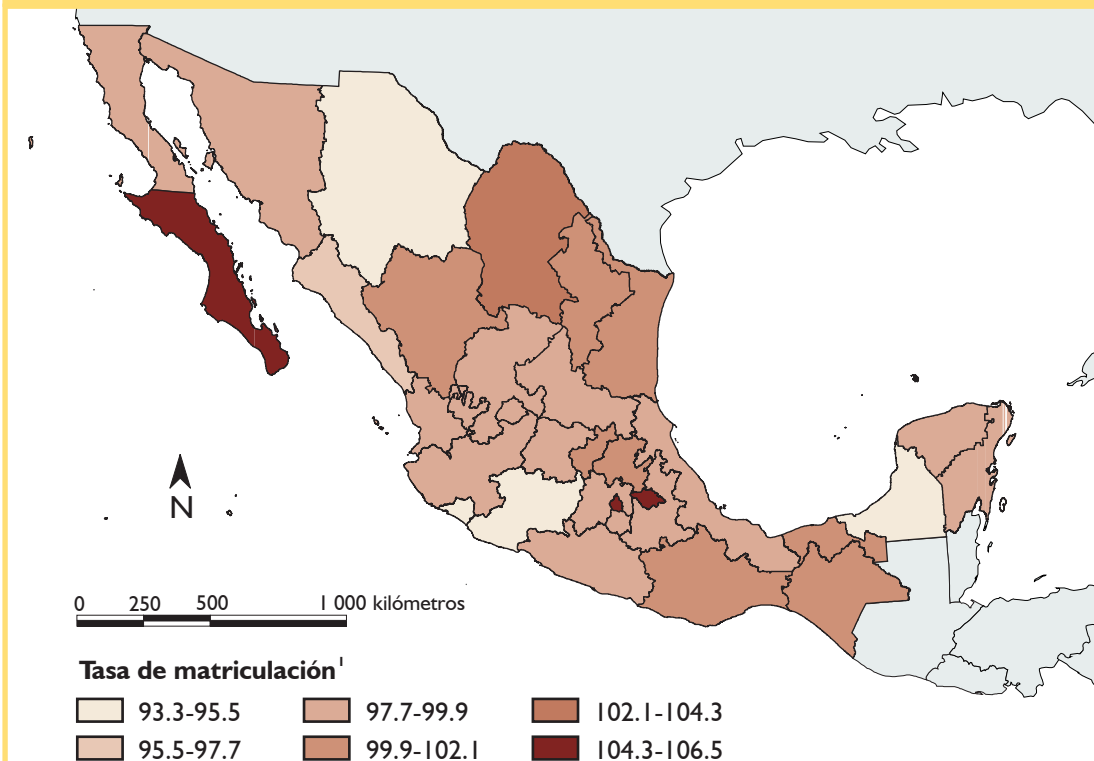 N
0 250 500 1 000 kilómetros
Tasa de matriculación¹
93.3-95.5 97.7-99.9 102.1-104.3
95.5-97.7 99.9-102.1 104.3-106.5